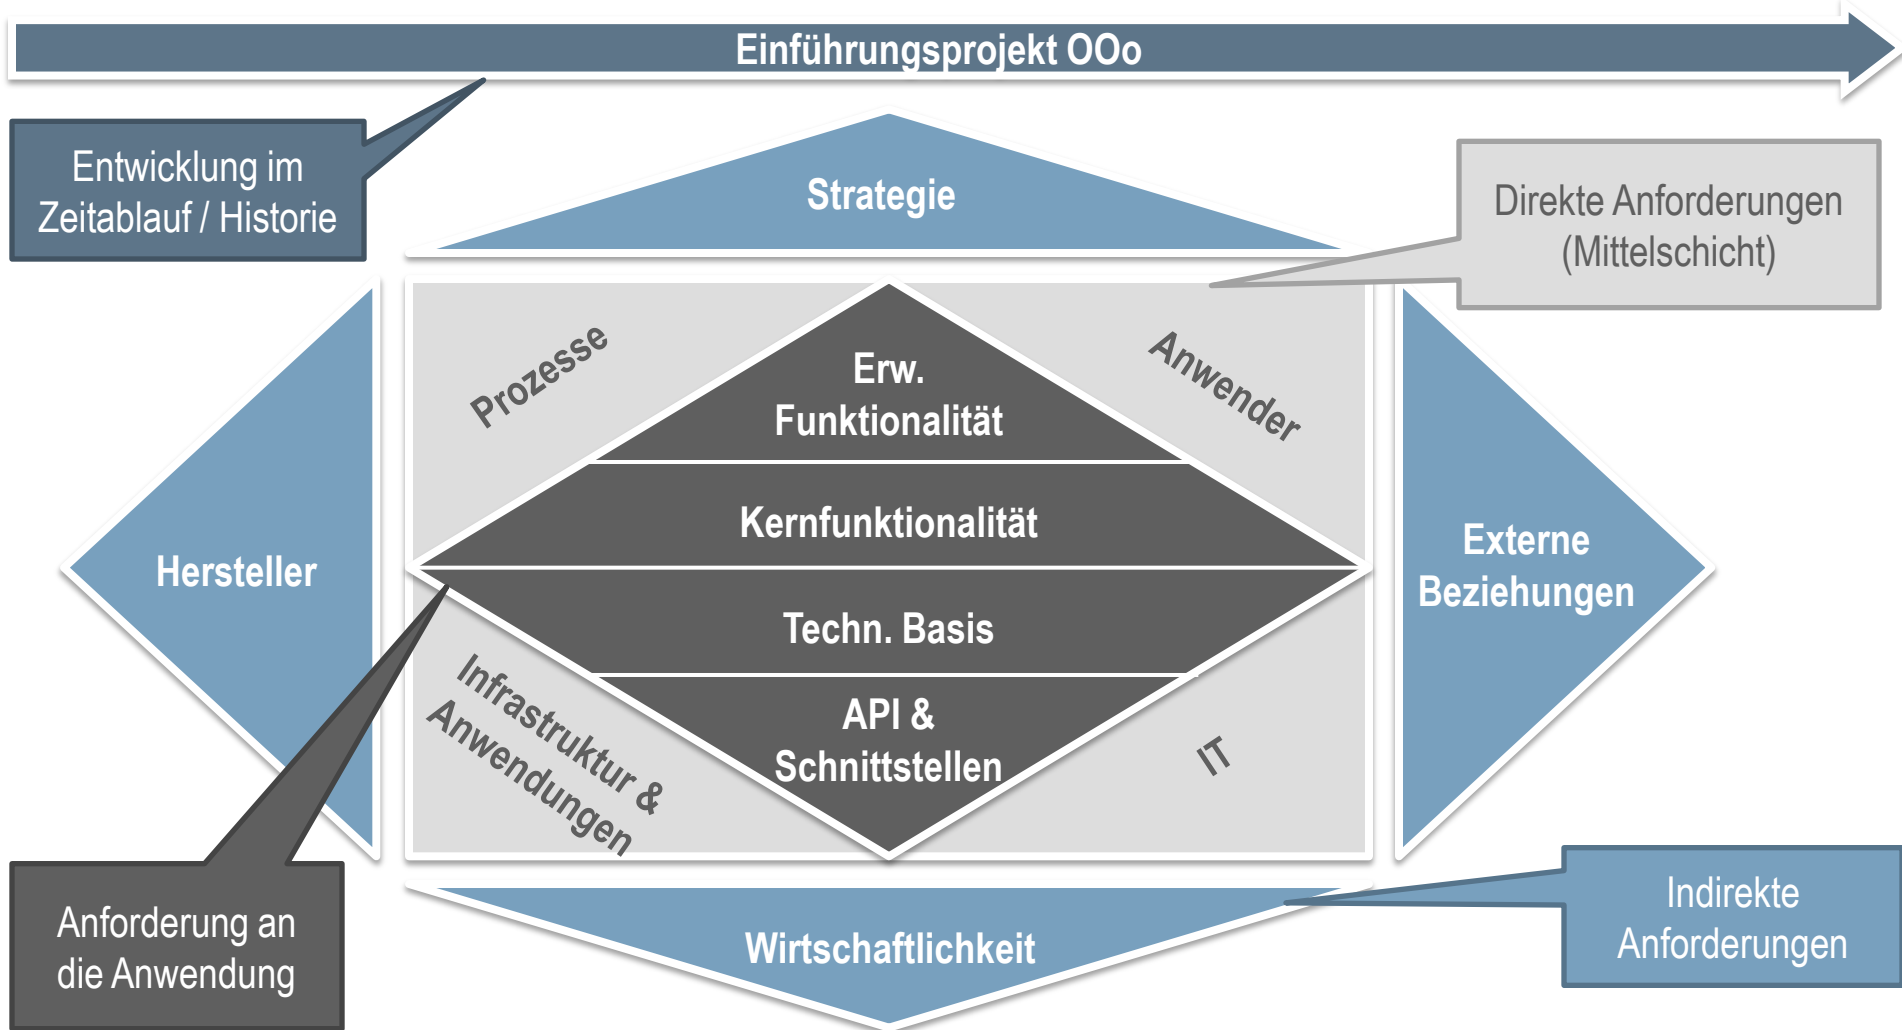 Einführungsprojekt OOo
Entwicklung im
Zeitablauf / Historie
Strategie
Direkte Anforderungen
(Mittelschicht)
Prozesse
Anwender
Erw.
Funktionalität
Kernfunktionalität
Hersteller
Externe
Beziehungen
Techn. Basis
Infrastruktur &
Anwendungen
API &
Schnittstellen
IT
Anforderung an
die Anwendung
Wirtschaftlichkeit
Indirekte
Anforderungen